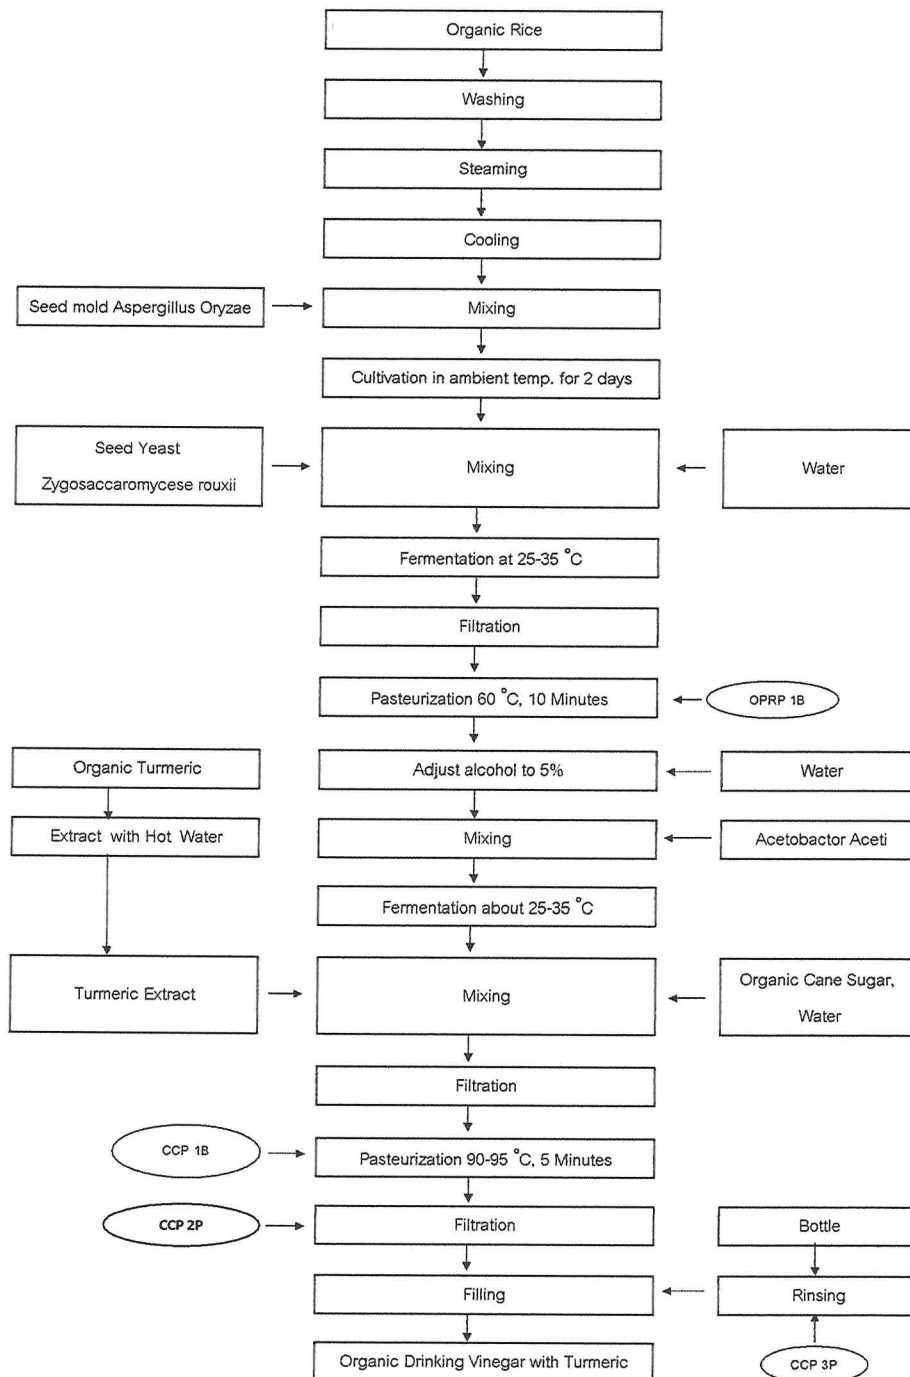 Organic Rice
Washing
Steaming
Cooling
Seed mold Aspergillus Oryzae
Mixing
Cultivation in ambient temp. for 2 days
Seed Yeast
Zygosaccaromycese rouxii
Mixing
Water
Fermentation at 25-35 °C
Filtration
Pasteurization 60 °C, 10 Minutes
OPRP 1B
Organic Turmeric
Adjust alcohol to 5%
Water
Extract with Hot Water
Mixing
Acetobactor Aceti
Fermentation about 25-35 °C
Turmeric Extract
Mixing
Organic Cane Sugar,
Water
Filtration
CCP 1B
Pasteurization 90-95 °C, 5 Minutes
CCP 2P
Filtration
Bottle
Filling
Rinsing
Organic Drinking Vinegar with Turmeric
CCP 3P